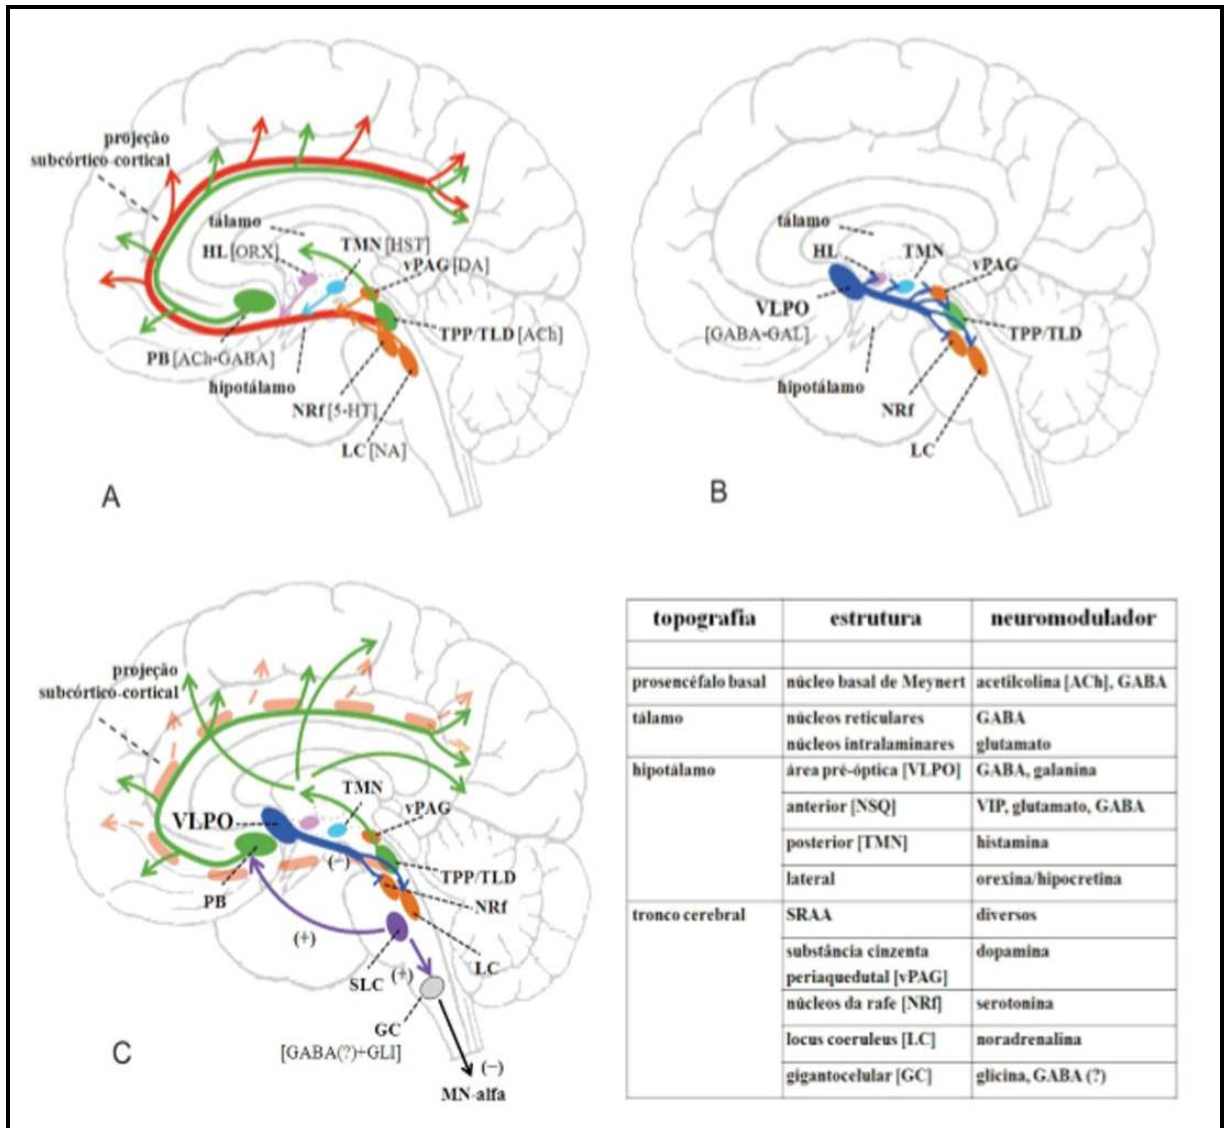 projeção
subcórtico-cortical
tálamo
HL [ORX]
TMN [HST]
vPAG [DA]
TPP/TLD [ACh]
PB [ACh+GABA]
hipotálamo
NRf [5-HT]
LC [NA]
A
tálamo
HL
TMN
vPAG
VLPO
[GABA+GAL]
TPP/TLD
hipotálamo
NRf
LC
B
projeção
subcórtico-cortical
TMN
vPAG
VLPO
(−)
TPP/TLD
PB
NRf
(+)
SLC
(+)
LC
GC
[GABA(?)+GLI]
(−)
MN-alfa
C
topografia estrutura neuromodulador
prosencéfalo basal núcleo basal de Meynert acetilcolina [ACh], GABA
tálamo núcleos reticulares GABA
núcleos intralaminares glutamato
hipotálamo área pré-óptica [VLPO] GABA, galanina
anterior [NSQ] VIP, glutamato, GABA
posterior [TMN] histamina
lateral orexina/hipocretina
tronco cerebral SRAA diversos
substância cinzenta dopamina
periaquedutal [vPAG]
núcleos da rafe [NRf] serotonina
locus coeruleus [LC] noradrenalina
gigantocelular [GC] glicina, GABA (?)